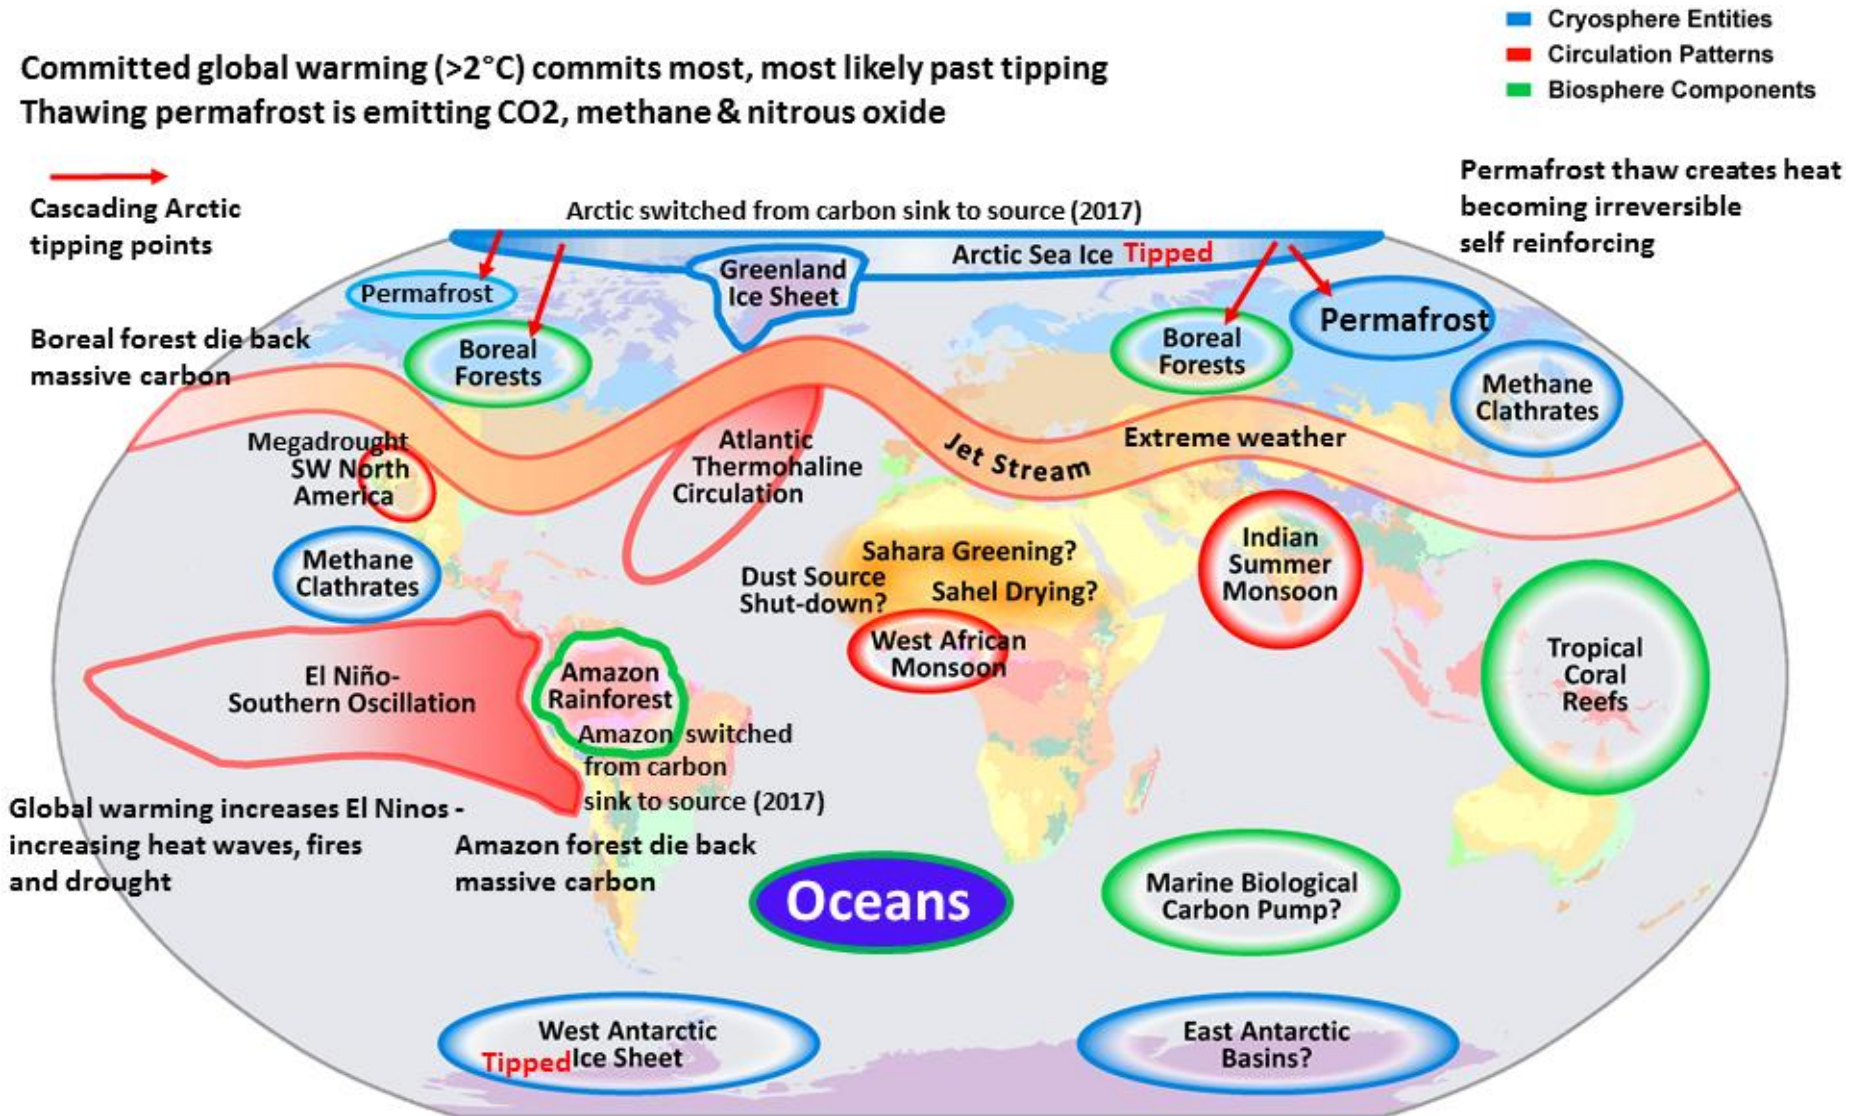 Cryosphere Entities
Circulation Patterns
Biosphere Components
Committed global warming (>2°C) commits most, most likely past tipping
Thawing permafrost is emitting CO2, methane & nitrous oxide
Cascading Arctic
tipping points
Arctic switched from carbon sink to source (2017)
Permafrost thaw creates heat
becoming irreversible
self reinforcing
Arctic Sea Ice Tipped
Greenland
Ice Sheet
Permafrost
Permafrost
Boreal forest die back
massive carbon
Boreal
Forests
Boreal
Forests
Methane
Clathrates
Megadrought
SW North
America
Atlantic
Thermohaline
Circulation
Jet Stream
Extreme weather
Methane
Clathrates
Sahara Greening?
Dust Source
Shut-down?
Sahel Drying?
Indian
Summer
Monsoon
West African
Monsoon
El Niño-
Southern Oscillation
Amazon
Rainforest
Amazon switched
from carbon
sink to source (2017)
Tropical
Coral
Reefs
Global warming increases El Ninos -
increasing heat waves, fires
and drought
Amazon forest die back
massive carbon
Oceans
Marine Biological
Carbon Pump?
West Antarctic
Tipped Ice Sheet
East Antarctic
Basins?